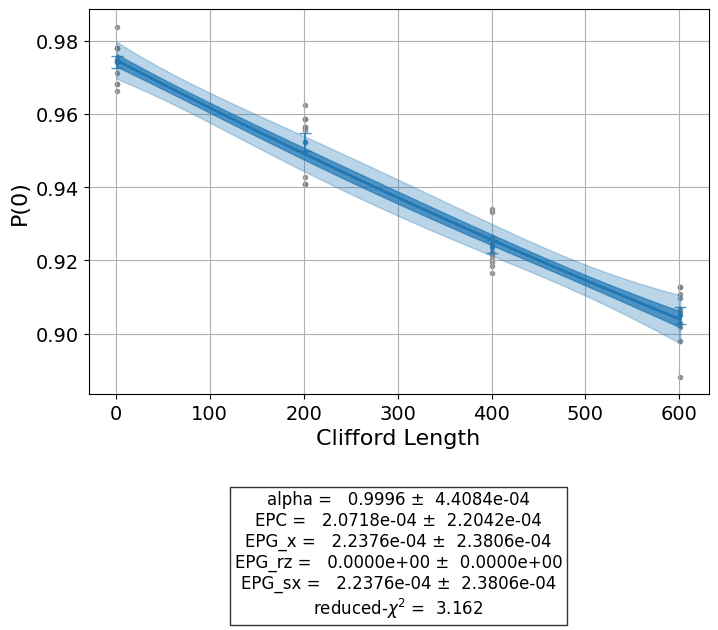 0.98
0.96
0.94
0.92
0.90
P(0)
0 100 200 300 400 500 600
Clifford Length
alpha = 0.9996 ± 4.4084e-04
EPC = 2.0718e-04 ± 2.2042e-04
EPG_x = 2.2376e-04 ± 2.3806e-04
EPG_rz = 0.0000e+00 ± 0.0000e+00
EPG_sx = 2.2376e-04 ± 2.3806e-04
reduced-χ² = 3.162